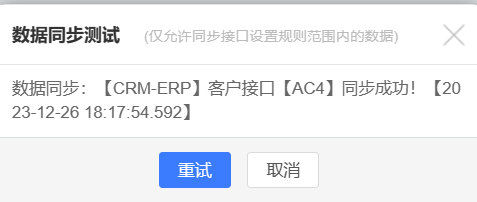 数据同步测试 (仅允许同步接口设置规则范围内的数据)
数据同步：【CRM-ERP】客户接口【AC4】同步成功！【20
23-12-26 18:17:54.592】
重试 取消